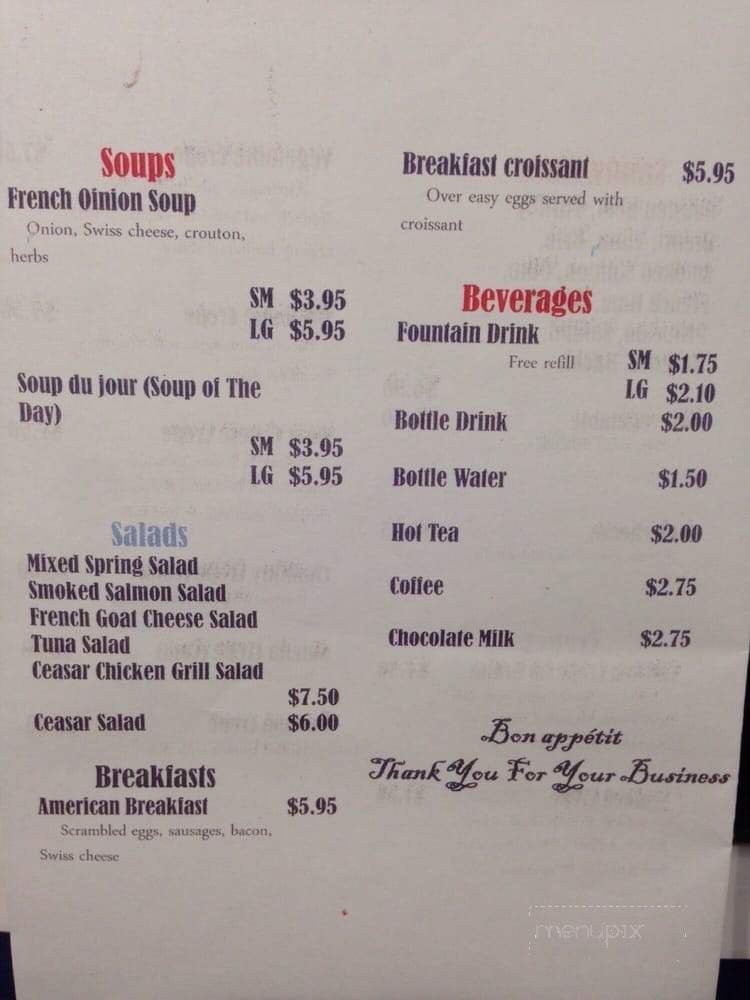 Soups
French Oinion Soup
Onion, Swiss cheese, crouton,
herbs
SM $3.95
LG $5.95
Soup du jour (Soup of The
Day)
SM $3.95
LG $5.95
Salads
Mixed Spring Salad
Smoked Salmon Salad
French Goat Cheese Salad
Tuna Salad
Ceasar Chicken Grill Salad
$7.50
Ceasar Salad $6.00
Breakfasts
American Breakfast $5.95
Scrambled eggs, sausages, bacon,
Swiss cheese
Breakfast croissant $5.95
Over easy eggs served with
croissant
Beverages
Fountain Drink
Free refill SM $1.75
LG $2.10
Bottle Drink $2.00
Bottle Water $1.50
Hot Tea $2.00
Coffee $2.75
Chocolate Milk $2.75
Bon appétit
Thank You For Your Business
menupix